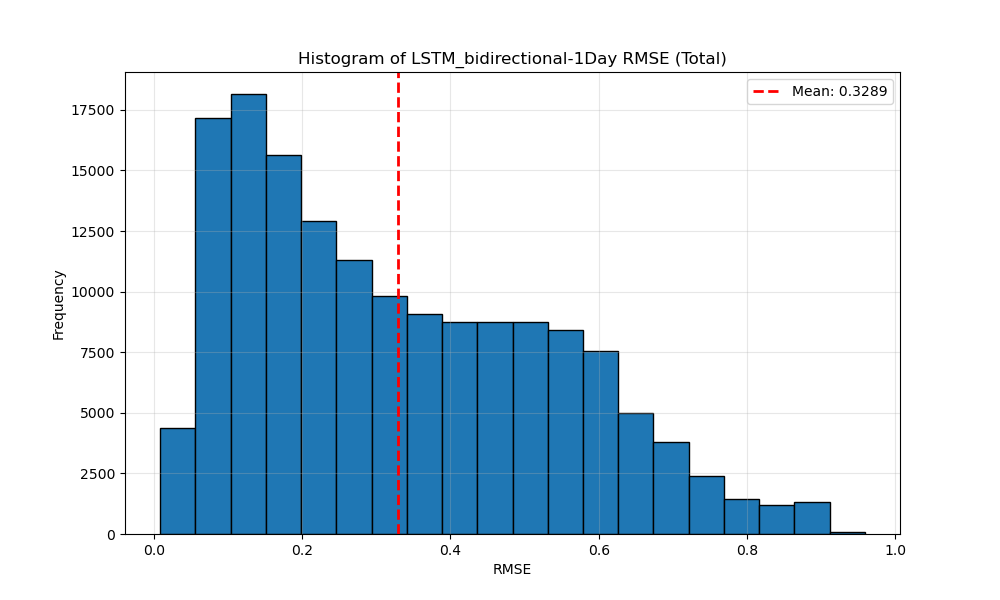 Histogram of LSTM_bidirectional-1Day RMSE (Total)
Mean: 0.3289
Frequency
17500
15000
12500
10000
7500
5000
2500
0
0.0 0.2 0.4 0.6 0.8 1.0
RMSE